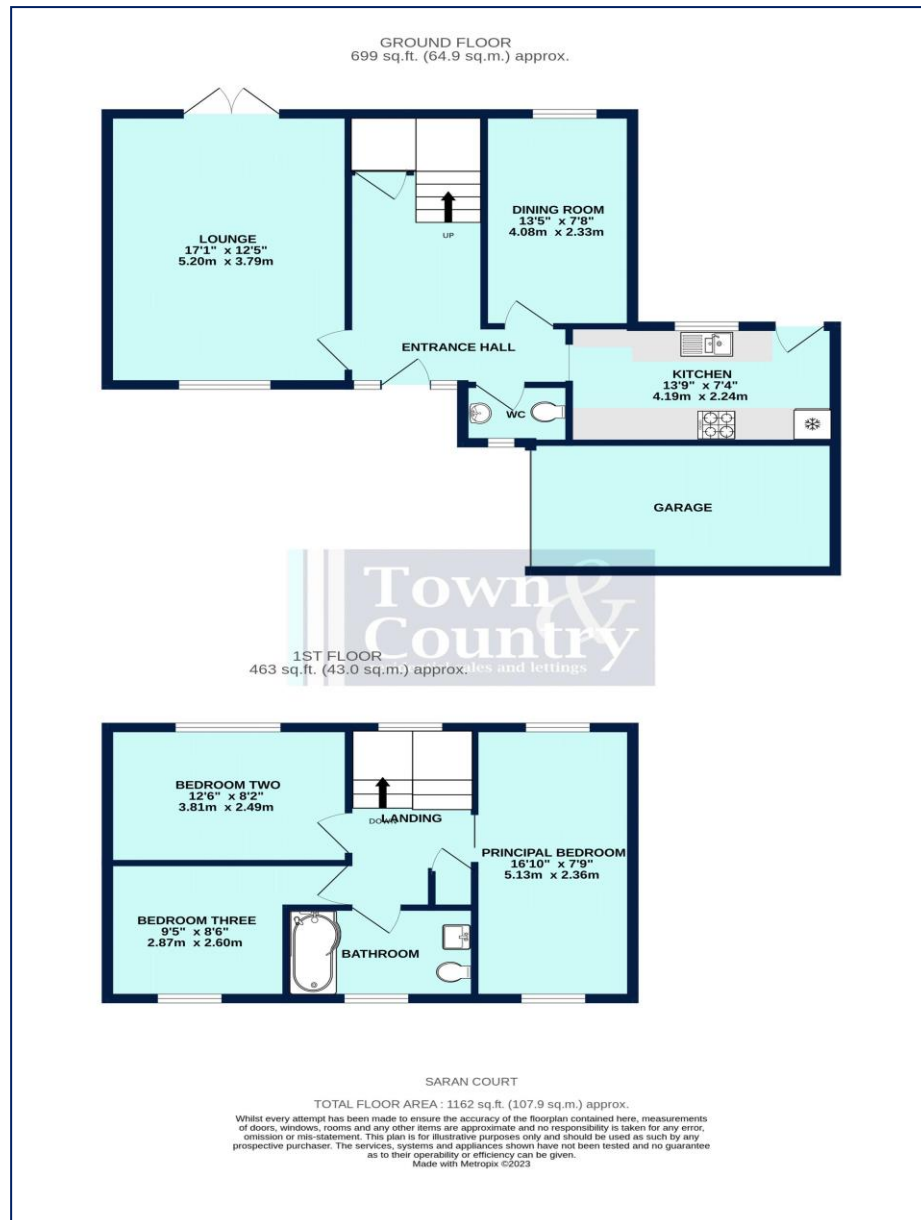 GROUND FLOOR
699 sq.ft. (64.9 sq.m.) approx.
LOUNGE
17'1" x 12'5"
5.20m x 3.79m
UP
DINING ROOM
13'5" x 7'8"
4.08m x 2.33m
ENTRANCE HALL
KITCHEN
13'9" x 7'4"
4.19m x 2.24m
WC
GARAGE
Town &
Country
sales and lettings
1ST FLOOR
463 sq.ft. (43.0 sq.m.) approx.
BEDROOM TWO
12'6" x 8'2"
3.81m x 2.49m
DOWN
LANDING
PRINCIPAL BEDROOM
16'10" x 7'9"
5.13m x 2.36m
BEDROOM THREE
9'5" x 8'6"
2.87m x 2.60m
BATHROOM
SARAN COURT
TOTAL FLOOR AREA : 1162 sq.ft. (107.9 sq.m.) approx.
Whilst every attempt has been made to ensure the accuracy of the floorplan contained here, measurements
of doors, windows, rooms and any other items are approximate and no responsibility is taken for any error,
omission or mis-statement. This plan is for illustrative purposes only and should be used as such by any
prospective purchaser. The services, systems and appliances shown have not been tested and no guarantee
as to their operability or efficiency can be given.
Made with Metropix ©2023